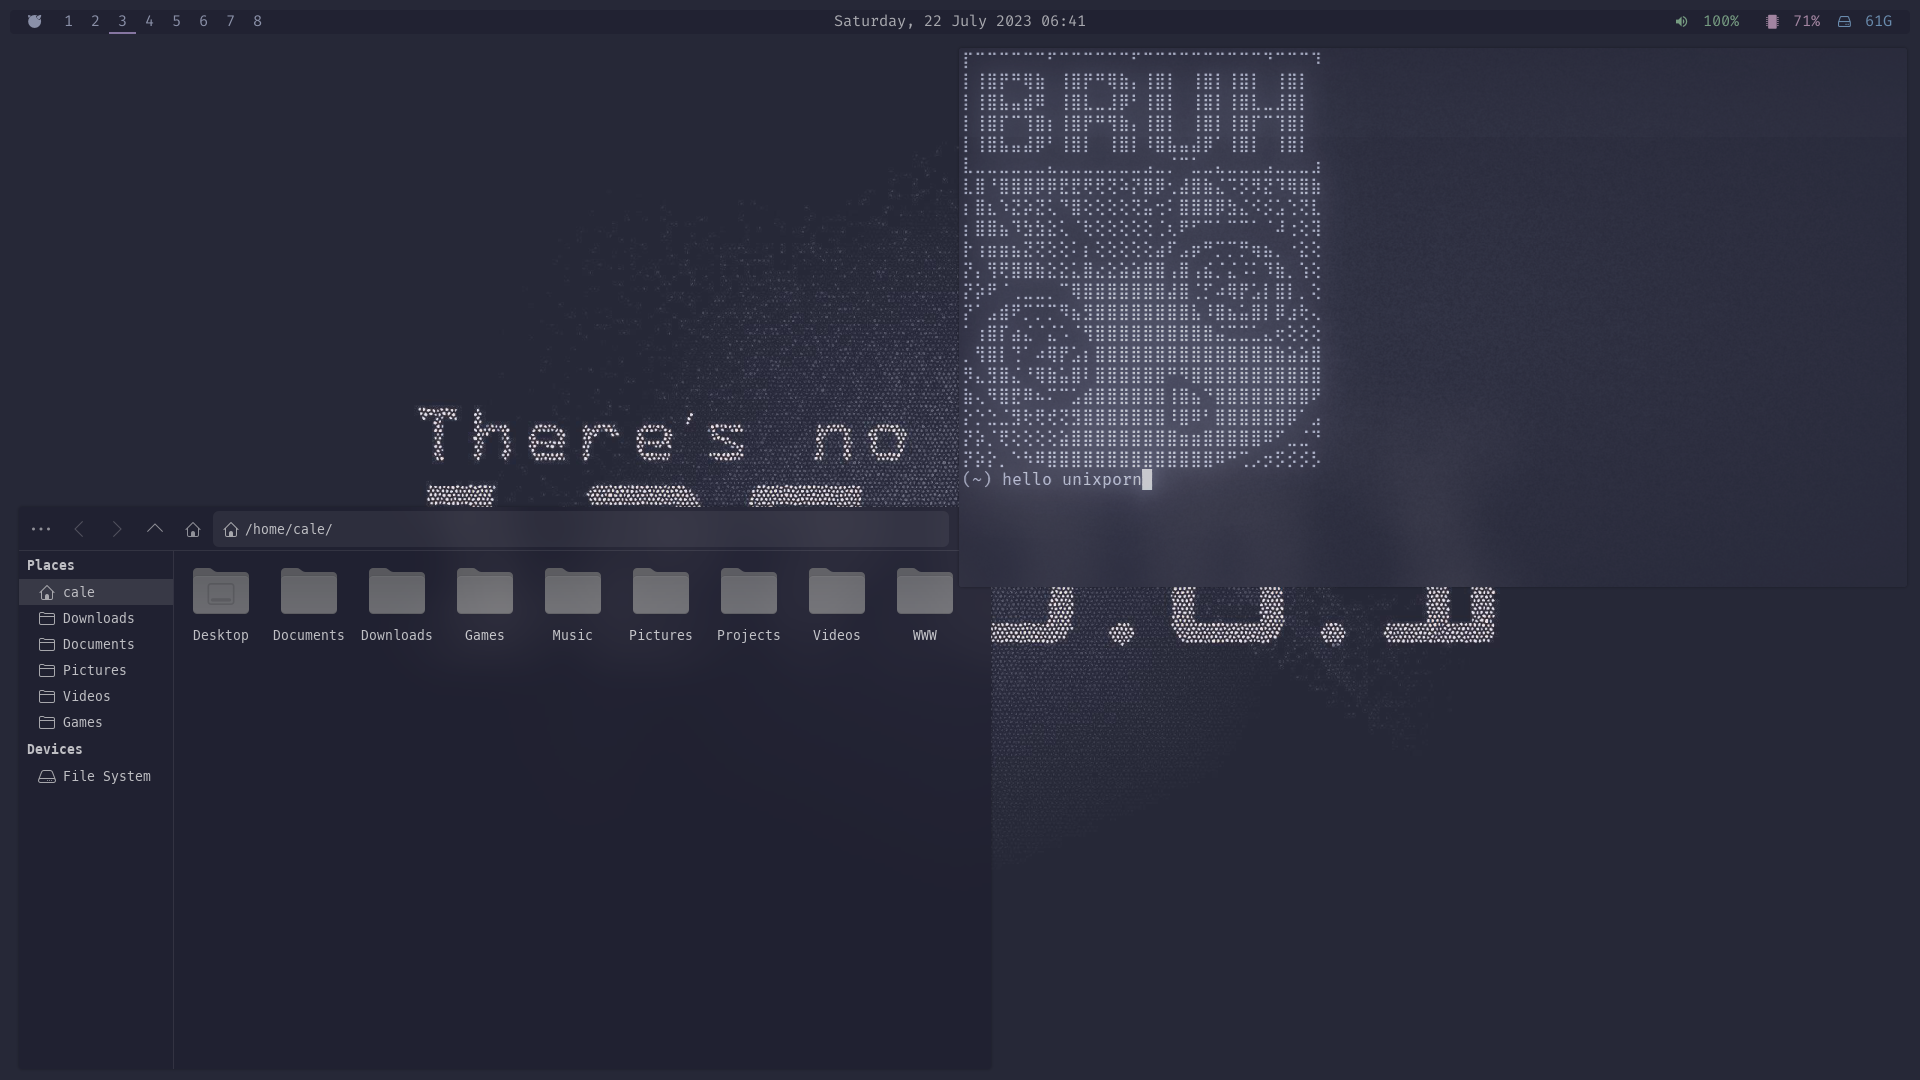 1 2 3 4 5 6 7 8
Saturday, 22 July 2023 06:41
100% 71% 61G
BRUH
(~) hello unixporn
There's no
/home/cale/
Places
cale
Downloads
Documents
Pictures
Videos
Games
Devices
File System
Desktop Documents Downloads Games Music Pictures Projects Videos WWW